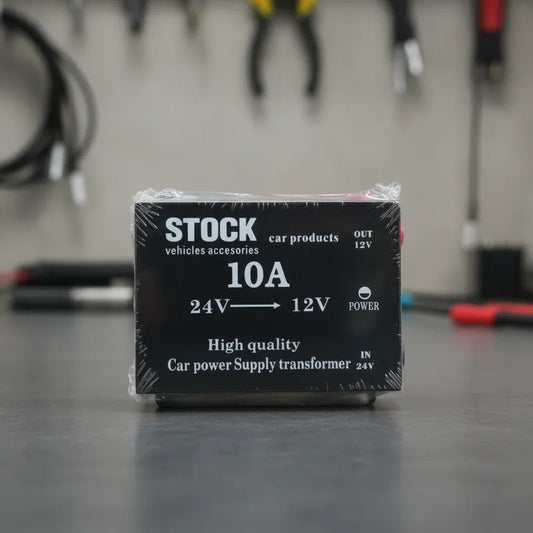 STOCK car products
vehicles accesories
OUT
12V
10A
24V → 12V
POWER
High quality
Car power Supply transformer
IN
24V